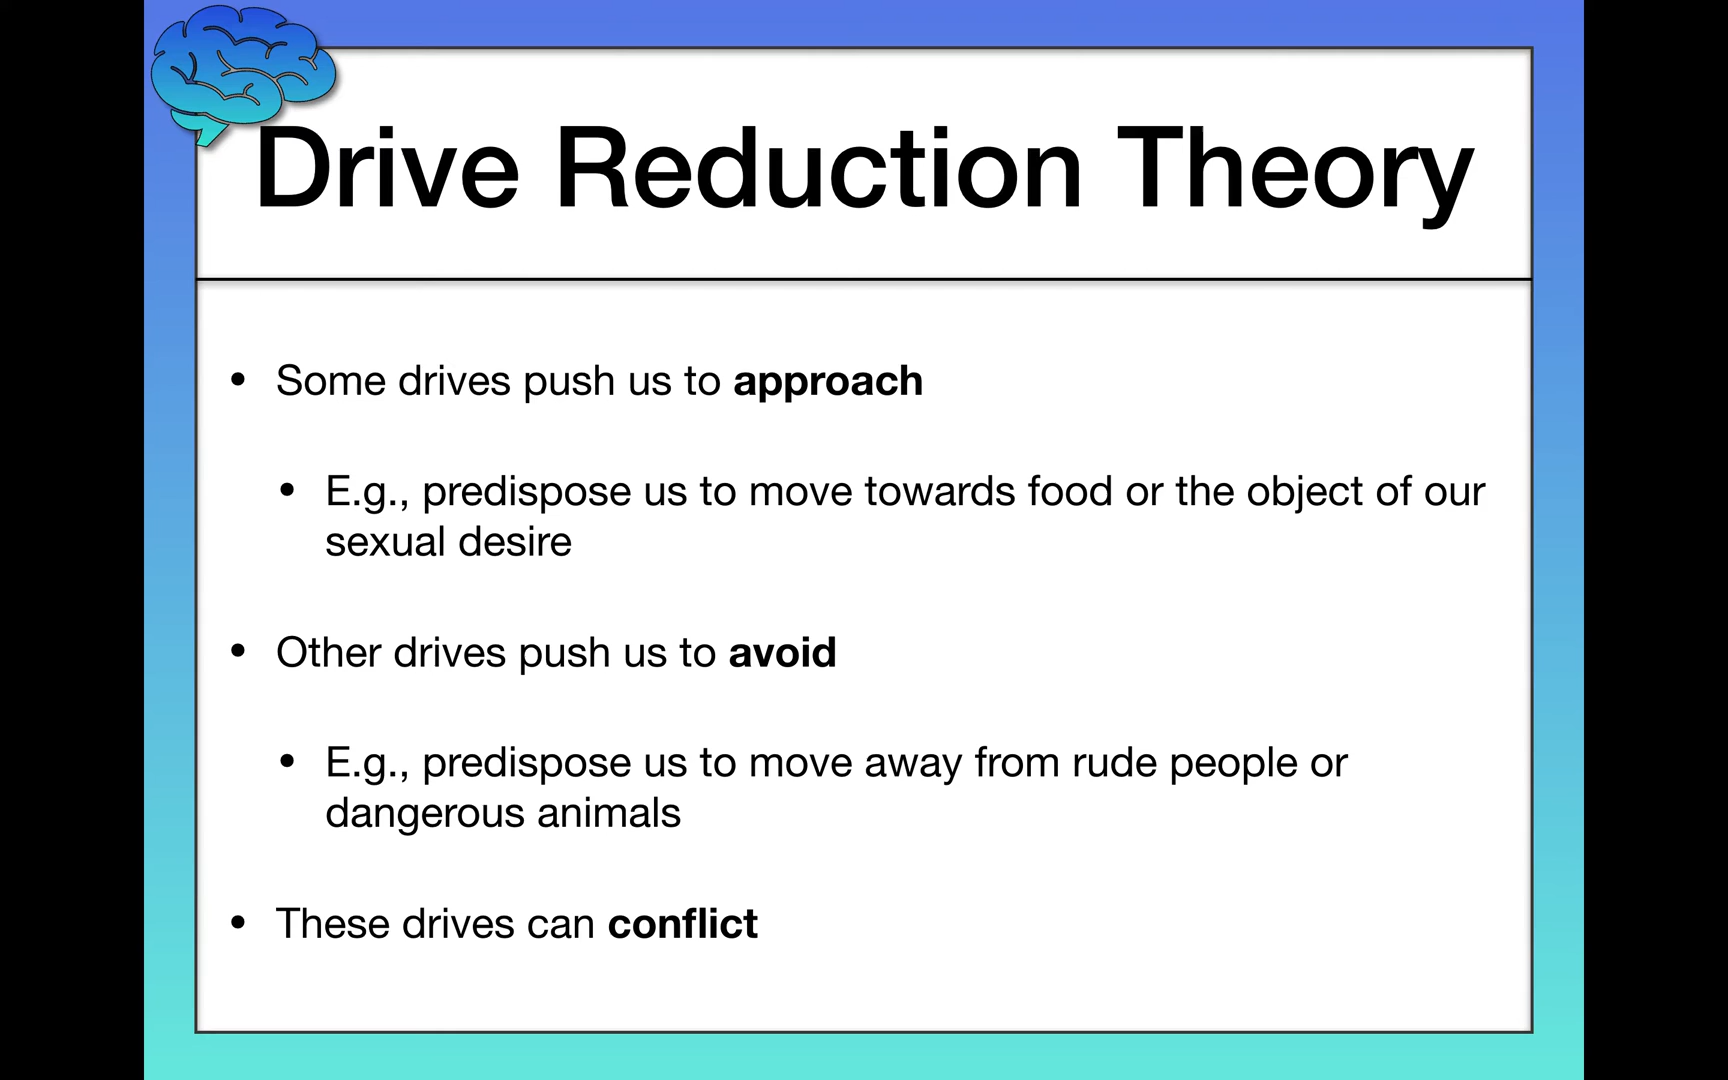 Drive Reduction Theory
• Some drives push us to approach
• E.g., predispose us to move towards food or the object of our
sexual desire
• Other drives push us to avoid
• E.g., predispose us to move away from rude people or
dangerous animals
• These drives can conflict